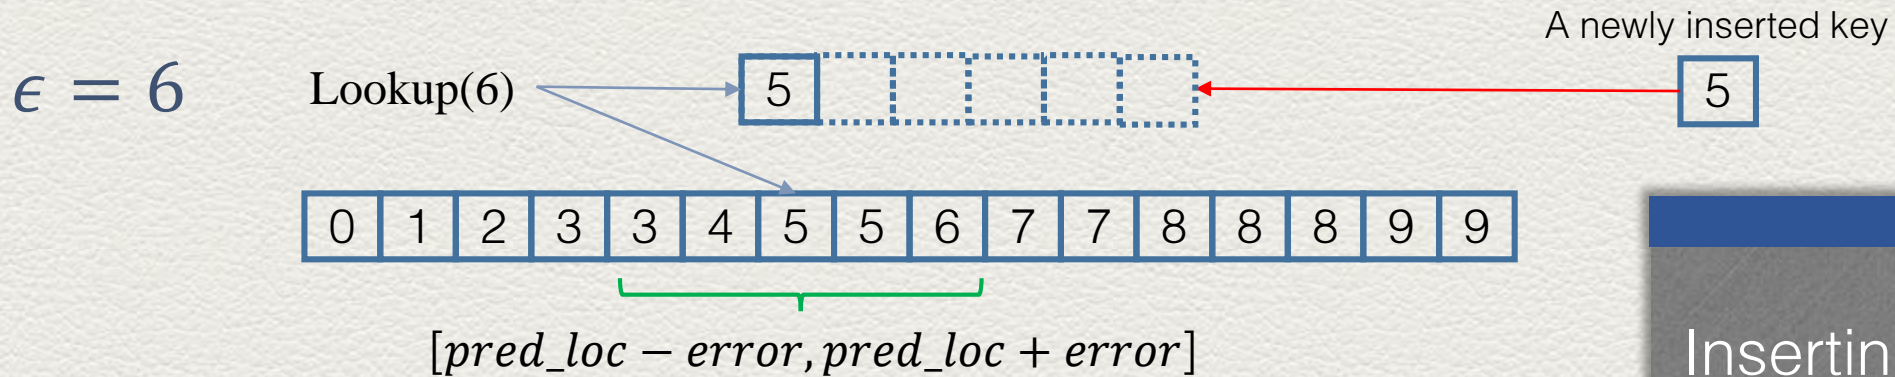 A newly inserted key
ϵ = 6
Lookup(6)
5
5
0 1 2 3 3 4 5 5 6 7 7 8 8 8 9 9
[pred_loc − error, pred_loc + error]
Insertin